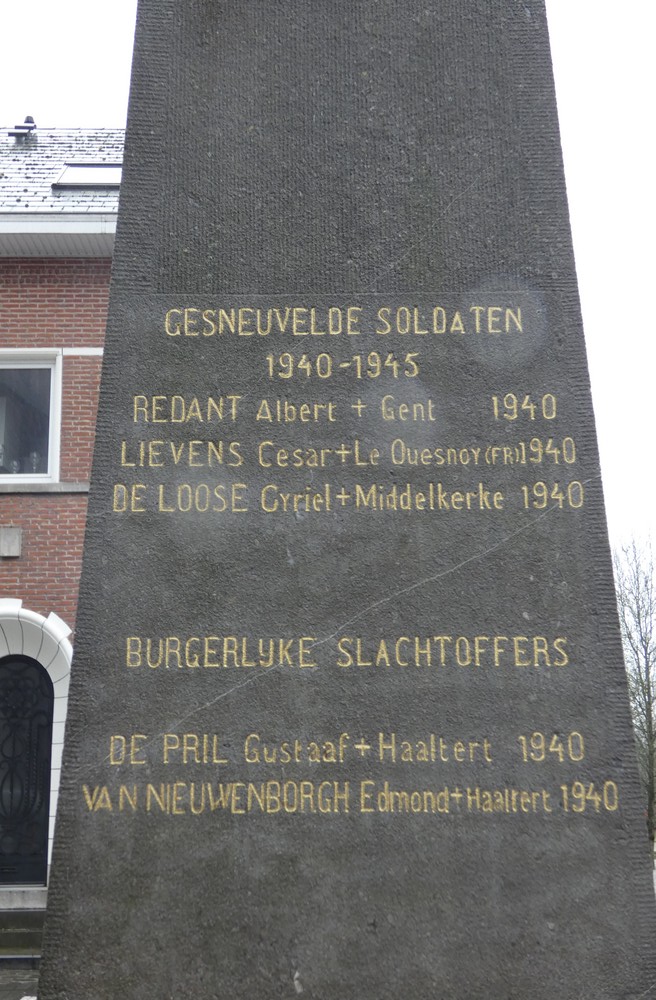 GESNEUVELDE SOLDATEN
1940-1945
REDANT Albert + Gent 1940
LIEVENS Cesar + Le Quesnoy (FR) 1940
DE LOOSE Cyriel + Middelkerke 1940
BURGERLYKE SLACHTOFFERS
DE PRIL Gustaaf + Haaltert 1940
VAN NIEUWENBORGH Edmond + Haaltert 1940